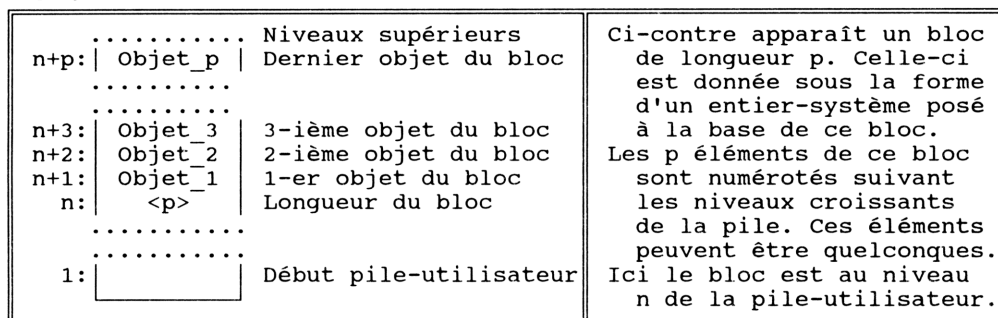 ........... Niveaux supérieurs
n+p:| Objet_p | Dernier objet du bloc
..........
..........
n+3:| Objet_3 | 3-ième objet du bloc
n+2:| Objet_2 | 2-ième objet du bloc
n+1:| Objet_1 | 1-er objet du bloc
n:| <p> | Longueur du bloc
...........
...........
1:| | Début pile-utilisateur
Ci-contre apparaît un bloc
de longueur p. Celle-ci
est donnée sous la forme
d'un entier-système posé
à la base de ce bloc.
Les p éléments de ce bloc
sont numérotés suivant
les niveaux croissants
de la pile. Ces éléments
peuvent être quelconques.
Ici le bloc est au niveau
n de la pile-utilisateur.